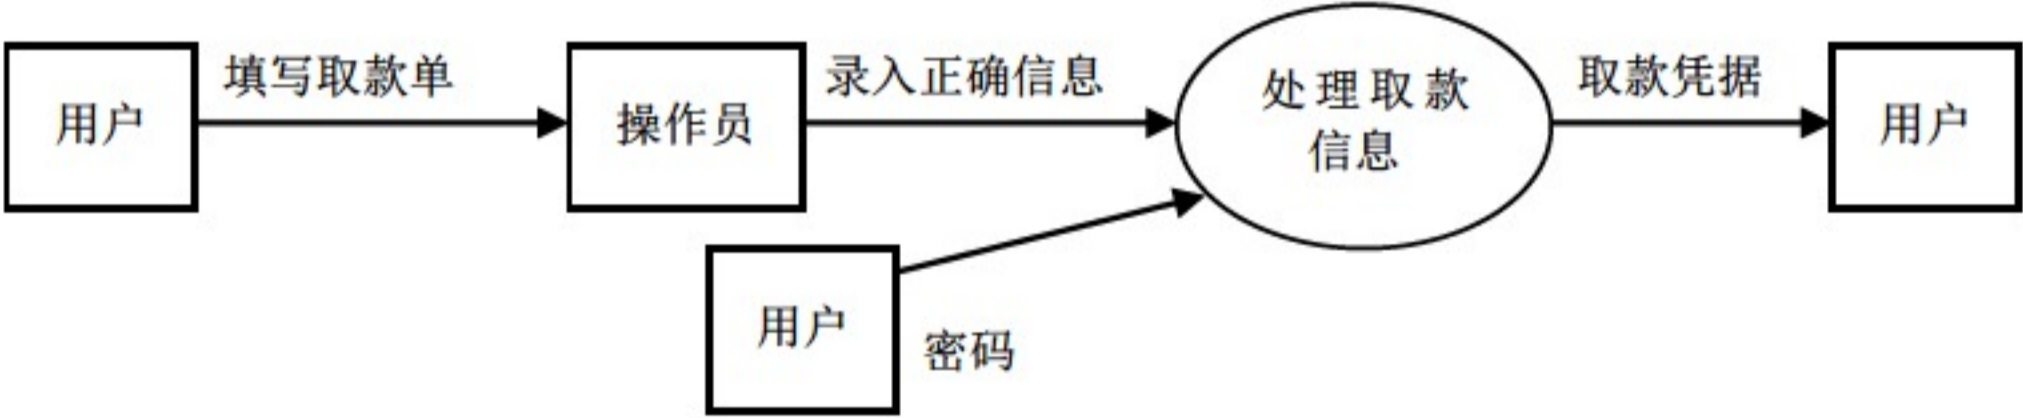 用户
填写取款单
操作员
录入正确信息
处理取款
信息
取款凭据
用户
用户
密码